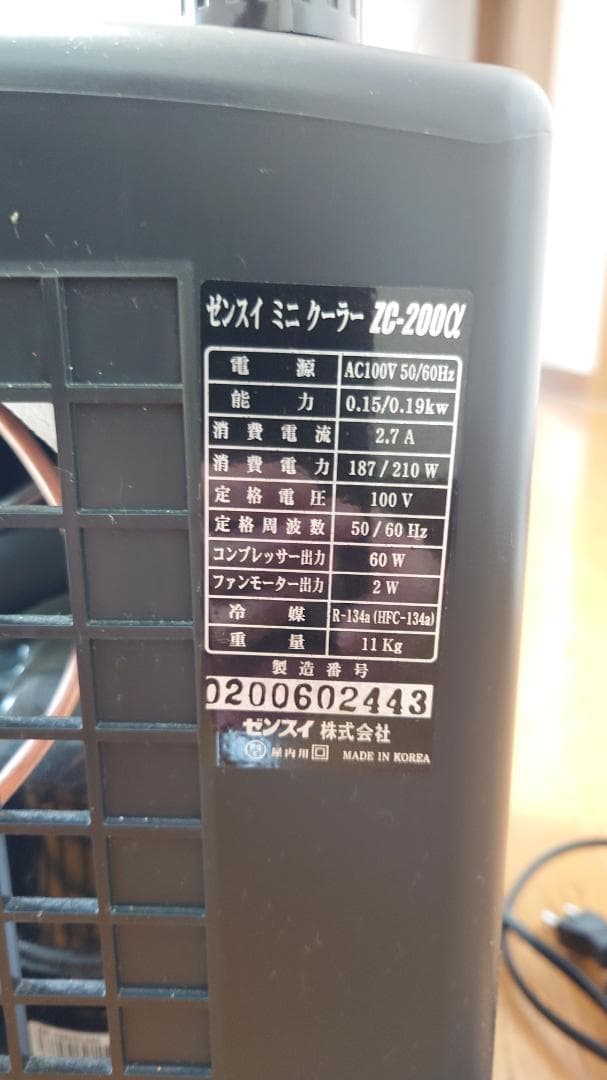 ゼンスイ ミニ クーラー ZC-200α
電源 AC100V 50/60Hz
能力 0.15/0.19kw
消費電流 2.7 A
消費電力 187/210 W
定格電圧 100 V
定格周波数 50/60 Hz
コンプレッサー出力 60 W
ファンモーター出力 2 W
冷媒 R-134a (HFC-134a)
重量 11 Kg
製造番号
0200602443
ゼンスイ 株式会社
屋内用 MADE IN KOREA